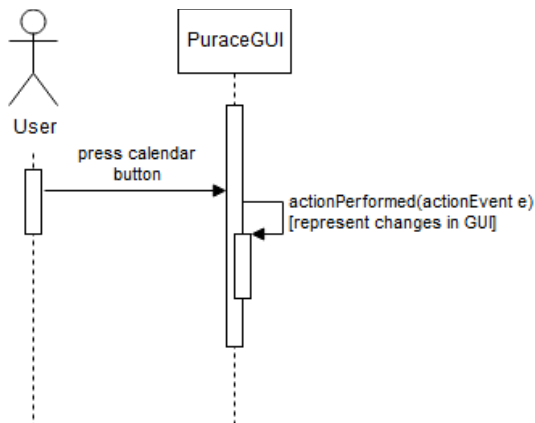 PuraceGUI
User
press calendar
button
actionPerformed(actionEvent e)
[represent changes in GUI]